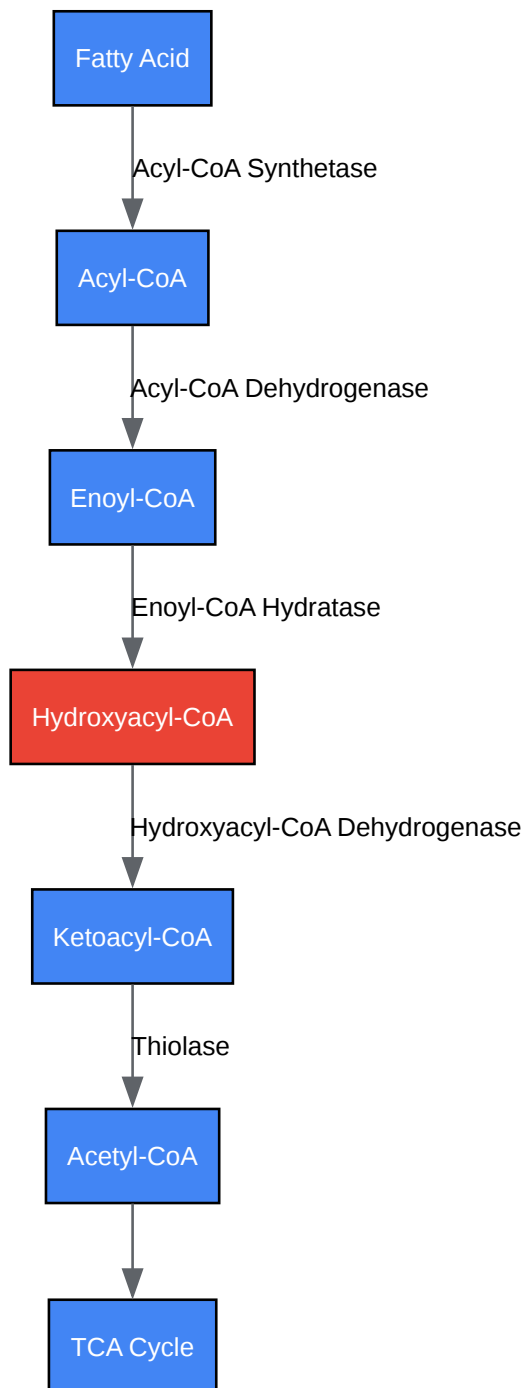 Fatty Acid
Acyl-CoA Synthetase
Acyl-CoA
Acyl-CoA Dehydrogenase
Enoyl-CoA
Enoyl-CoA Hydratase
Hydroxyacyl-CoA
Hydroxyacyl-CoA Dehydrogenase
Ketoacyl-CoA
Thiolase
Acetyl-CoA
TCA Cycle